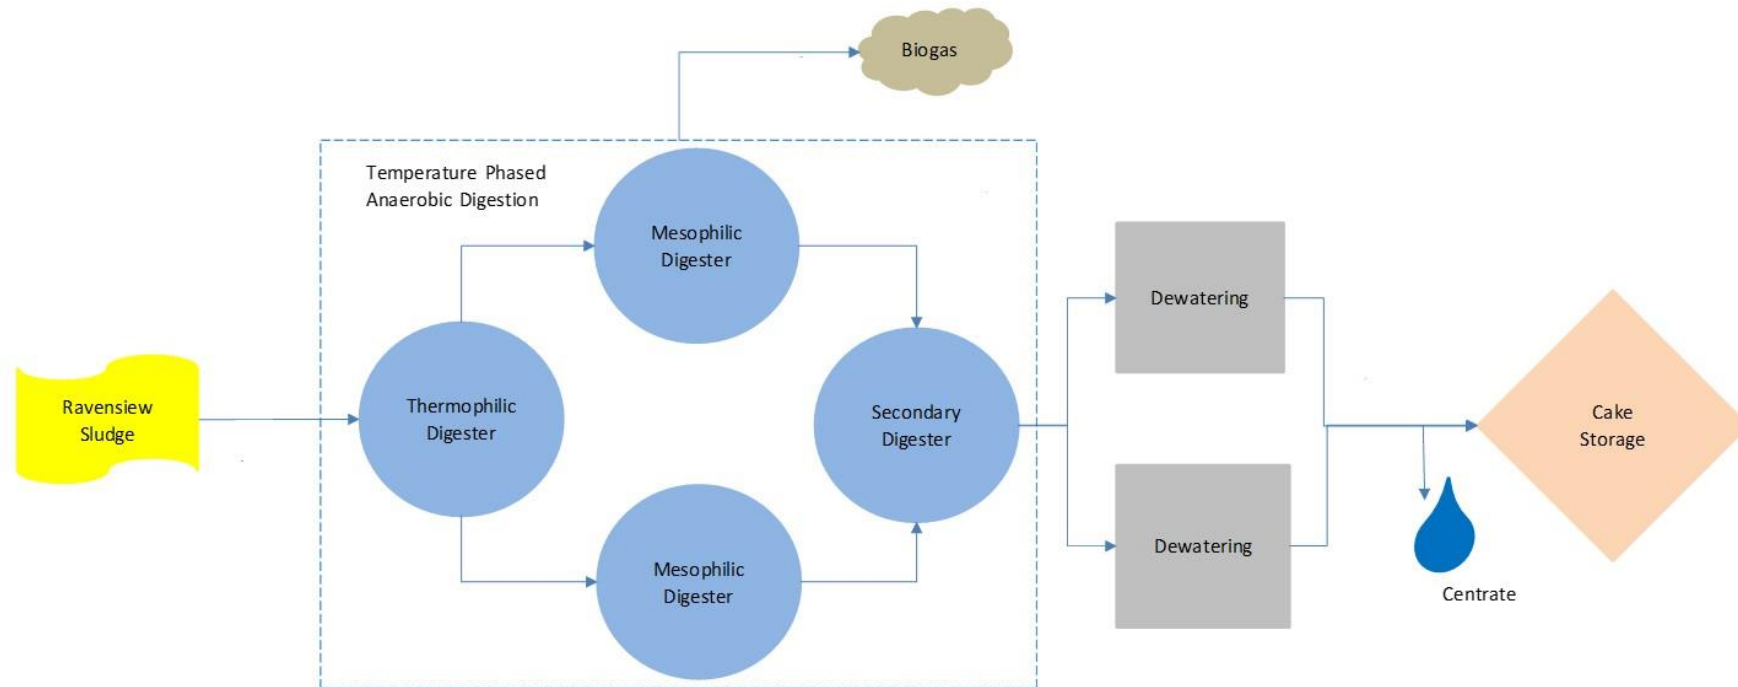 Biogas
Temperature Phased
Anaerobic Digestion
Mesophilic
Digester
Ravensiew
Sludge
Thermophilic
Digester
Secondary
Digester
Mesophilic
Digester
Dewatering
Dewatering
Cake
Storage
Centrate